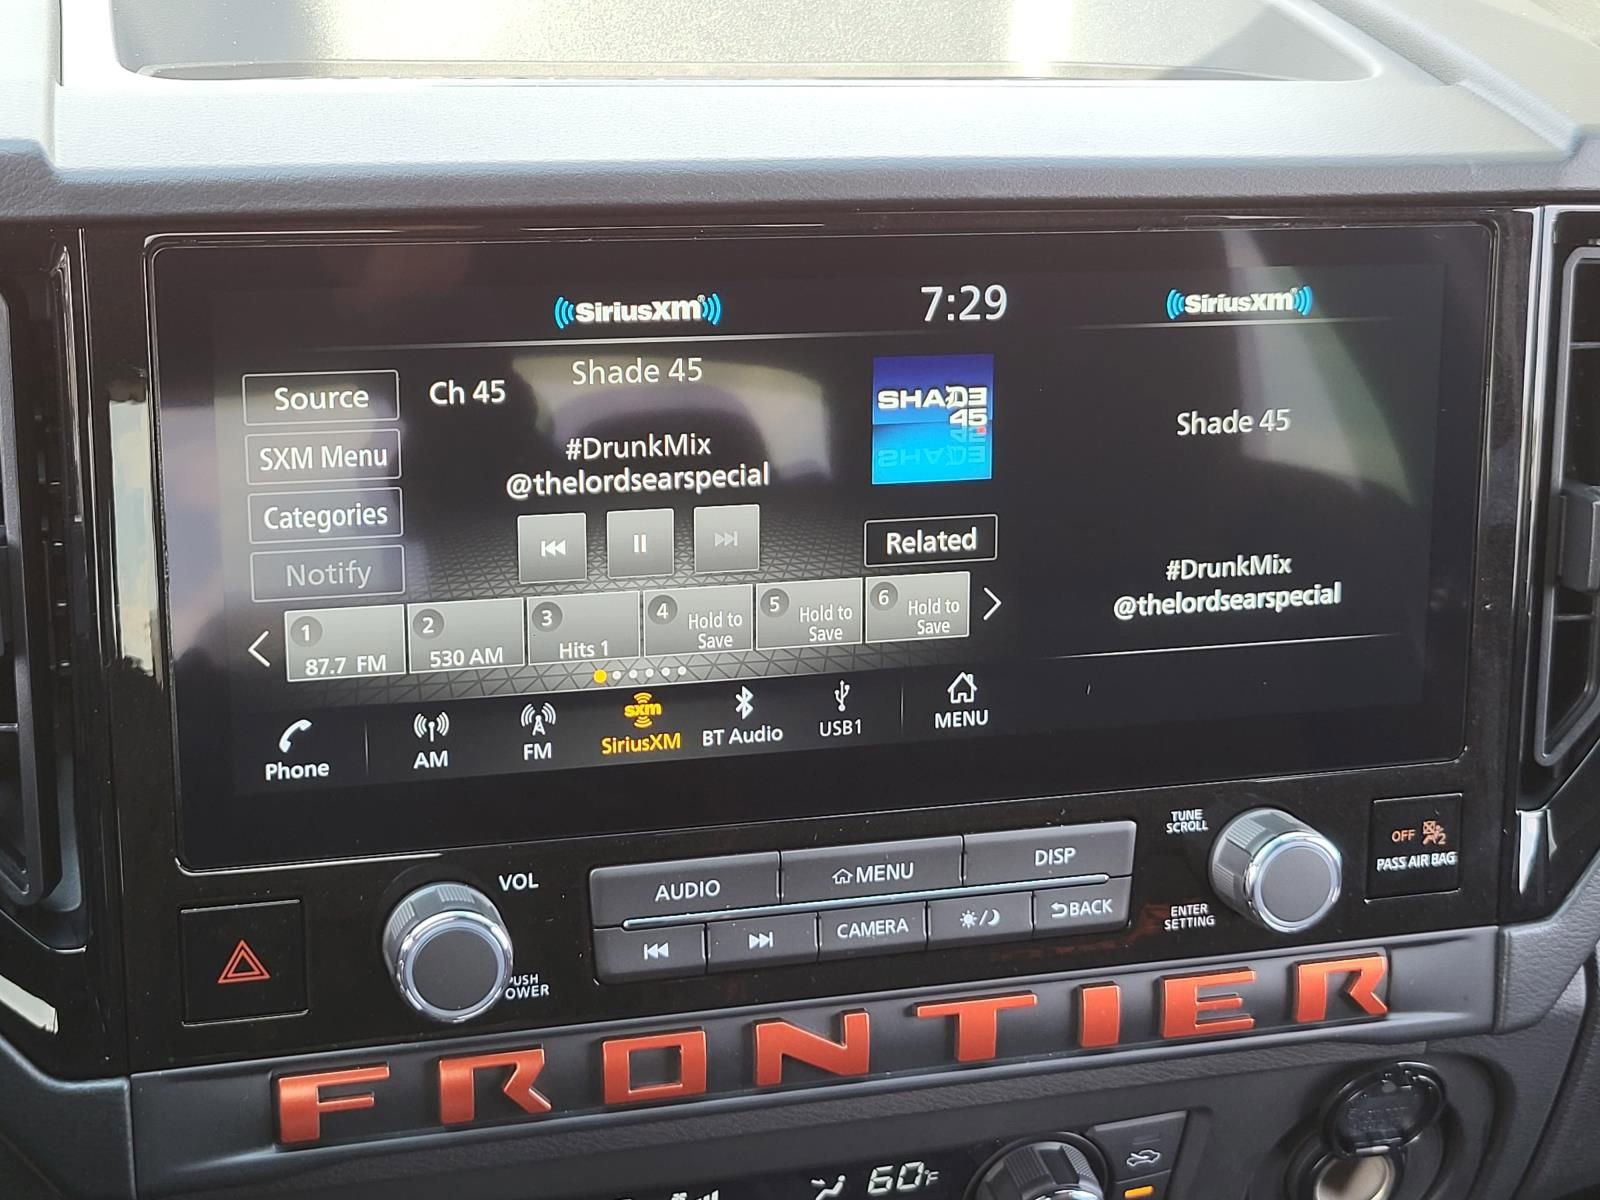 SiriusXM
7:29
SiriusXM
Source
SXM Menu
Categories
Notify
Ch 45
Shade 45
#DrunkMix
@thelordsearspecial
SHADE
45
Related
Shade 45
#DrunkMix
@thelordsearspecial
1
87.7 FM
2
530 AM
3
Hits 1
4
Hold to
Save
5
Hold to
Save
6
Hold to
Save
Phone
AM
FM
sxm
SiriusXM
BT Audio
USB1
MENU
VOL
PUSH
POWER
AUDIO
MENU
DISP
CAMERA
BACK
TUNE
SCROLL
ENTER
SETTING
OFF
2
PASS AIR BAG
FRONTIER
60°F